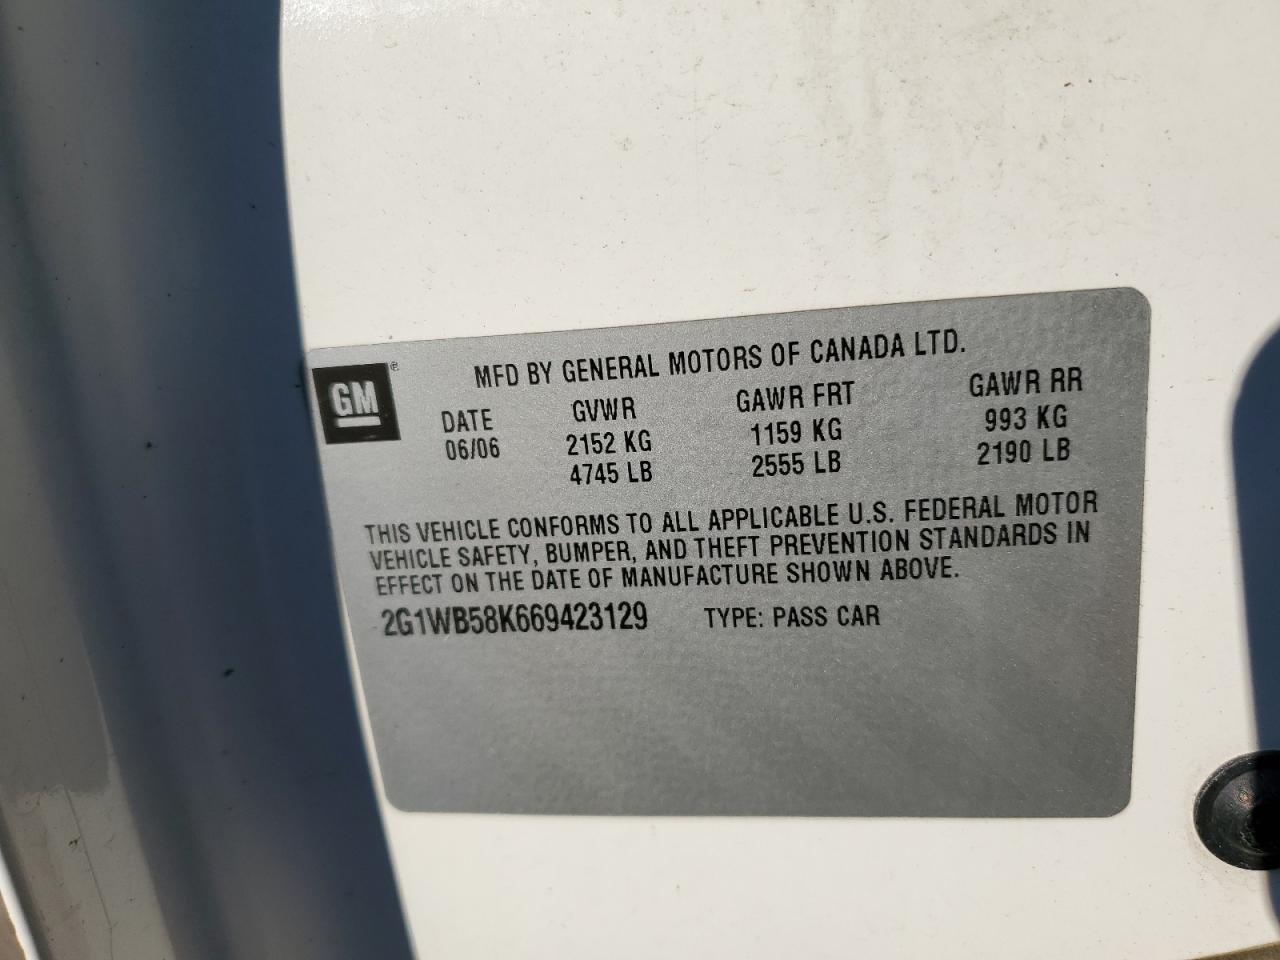 GM®
MFD BY GENERAL MOTORS OF CANADA LTD.
DATE GVWR GAWR FRT GAWR RR
06/06 2152 KG 1159 KG 993 KG
4745 LB 2555 LB 2190 LB
THIS VEHICLE CONFORMS TO ALL APPLICABLE U.S. FEDERAL MOTOR
VEHICLE SAFETY, BUMPER, AND THEFT PREVENTION STANDARDS IN
EFFECT ON THE DATE OF MANUFACTURE SHOWN ABOVE.
2G1WB58K669423129 TYPE: PASS CAR